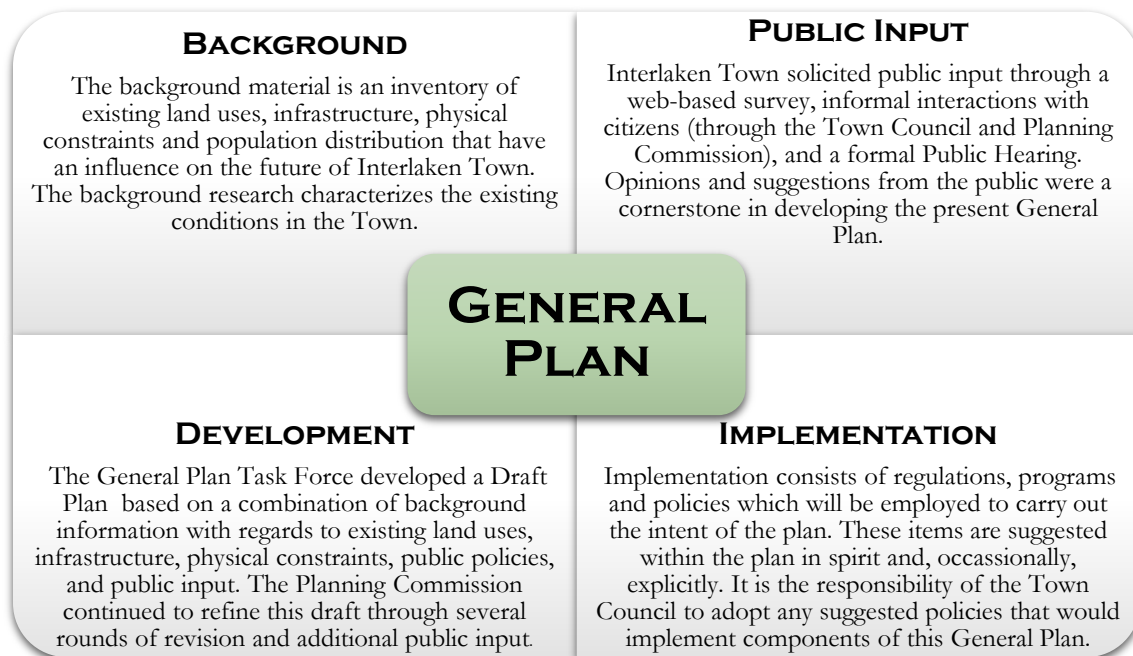 BACKGROUND
The background material is an inventory of
existing land uses, infrastructure, physical
constraints and population distribution that have
an influence on the future of Interlaken Town.
The background research characterizes the existing
conditions in the Town.
PUBLIC INPUT
Interlaken Town solicited public input through a
web-based survey, informal interactions with
citizens (through the Town Council and Planning
Commission), and a formal Public Hearing.
Opinions and suggestions from the public were a
cornerstone in developing the present General
Plan.
GENERAL
PLAN
DEVELOPMENT
The General Plan Task Force developed a Draft
Plan  based on a combination of background
information with regards to existing land uses,
infrastructure, physical constraints, public policies,
and public input. The Planning Commission
continued to refine this draft through several
rounds of revision and additional public input.
IMPLEMENTATION
Implementation consists of regulations, programs
and policies which will be employed to carry out
the intent of the plan. These items are suggested
within the plan in spirit and, occassionally,
explicitly. It is the responsibility of the Town
Council to adopt any suggested policies that would
implement components of this General Plan.